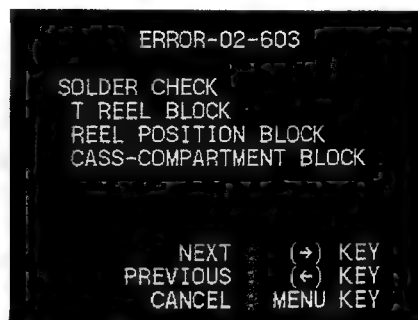 ERROR-02-603
SOLDER CHECK
T REEL BLOCK
REEL POSITION BLOCK
CASS-COMPARTMENT BLOCK
NEXT : (→) KEY
PREVIOUS : (←) KEY
CANCEL : MENU KEY